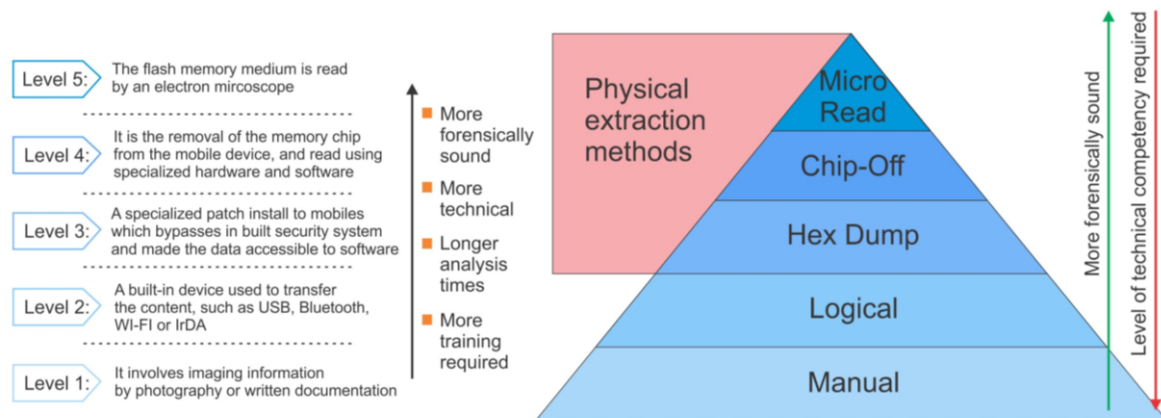 Level 5:
The flash memory medium is read
by an electron mircoscope
Level 4:
It is the removal of the memory chip
from the mobile device, and read using
specialized hardware and software
Level 3:
A specialized patch install to mobiles
which bypasses in built security system
and made the data accessible to software
Level 2:
A built-in device used to transfer
the content, such as USB, Bluetooth,
WI-FI or IrDA
Level 1:
It involves imaging information
by photography or written documentation
More
forensically
sound
More
technical
Longer
analysis
times
More
training
required
Physical
extraction
methods
Micro
Read
Chip-Off
Hex Dump
Logical
Manual
More forensically sound
Level of technical competency required